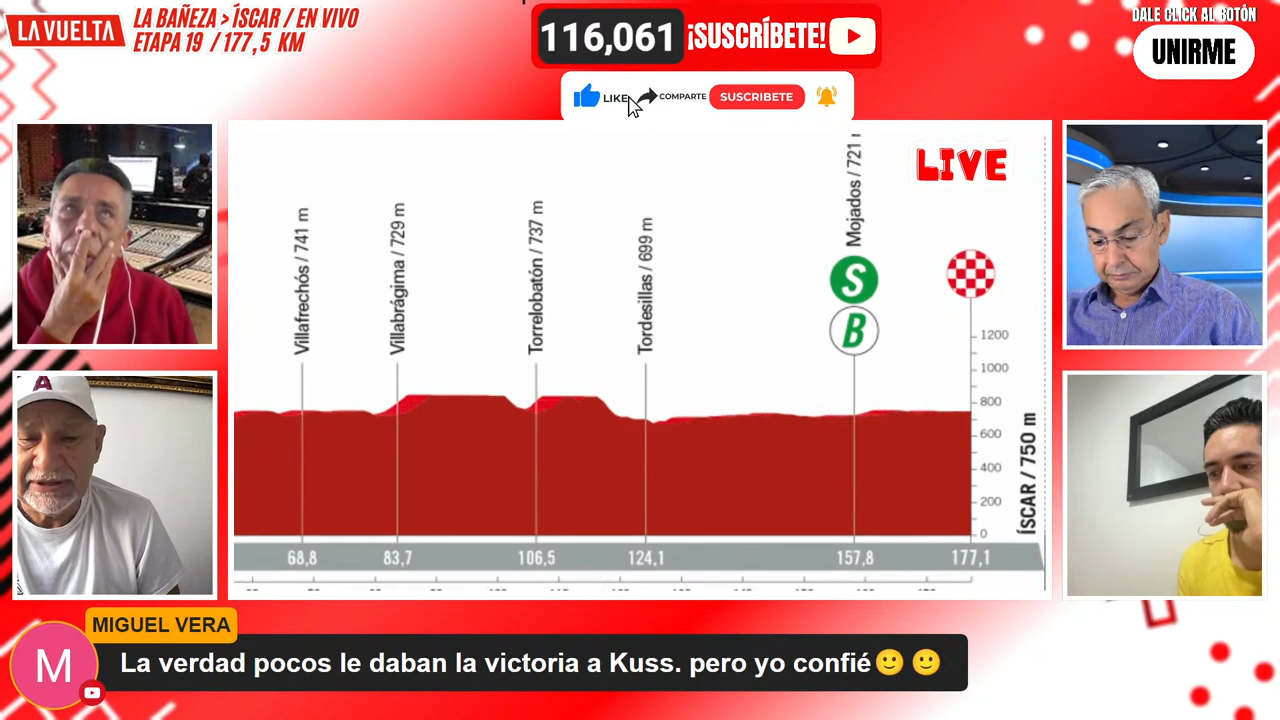 LA VUELTA
LA BAÑEZA > ÍSCAR / EN VIVO
ETAPA 19 / 177,5 KM
116,061
¡SUSCRÍBETE!
DALE CLICK AL BOTÓN
UNIRME
LIKE
COMPARTE
SUSCRIBETE
LIVE
Villafrechós / 741 m
Villabrágima / 729 m
Torrelobatón / 737 m
Tordesillas / 699 m
Mojados / 721
S
B
1200
1000
800
600
400
200
0
ÍSCAR / 750 m
68,8
83,7
106,5
124,1
157,8
177,1
A
MIGUEL VERA
M
La verdad pocos le daban la victoria a Kuss. pero yo confié🙂 🙂